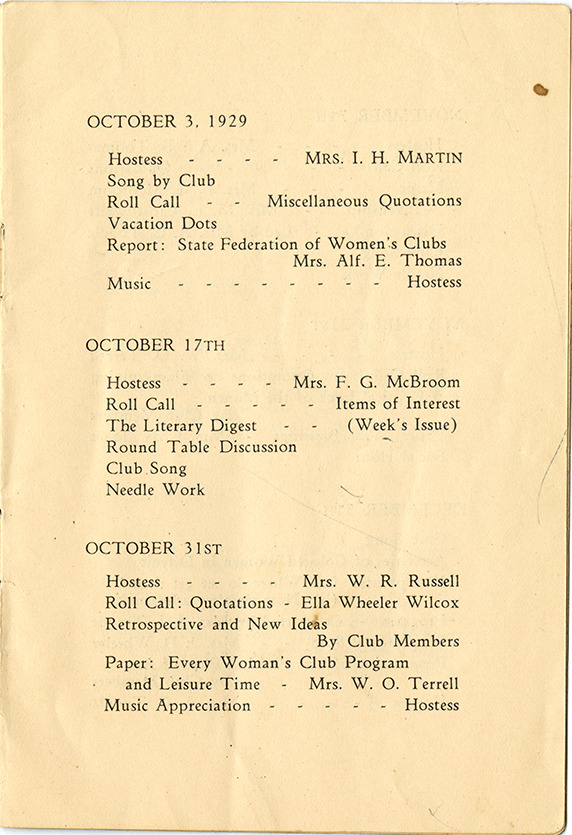 OCTOBER 3, 1929
Hostess - - - - MRS. I. H. MARTIN
Song by Club
Roll Call - - Miscellaneous Quotations
Vacation Dots
Report: State Federation of Women's Clubs
Mrs. Alf. E. Thomas
Music - - - - - - - - Hostess
OCTOBER 17TH
Hostess - - - - Mrs. F. G. McBroom
Roll Call - - - - - Items of Interest
The Literary Digest - - (Week's Issue)
Round Table Discussion
Club Song
Needle Work
OCTOBER 31ST
Hostess - - - - Mrs. W. R. Russell
Roll Call: Quotations - Ella Wheeler Wilcox
Retrospective and New Ideas
By Club Members
Paper: Every Woman's Club Program
and Leisure Time - Mrs. W. O. Terrell
Music Appreciation - - - - - Hostess